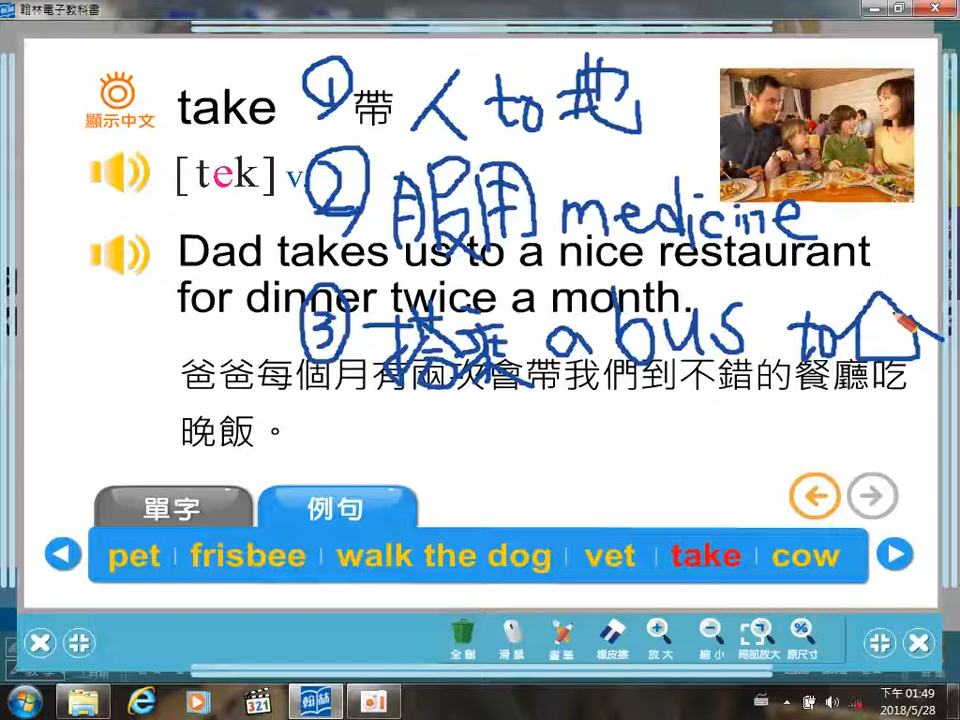 翰林電子教科書
顯示中文
take ①帶 人 to 地
[tek] v. ② 服用 medicine
Dad takes us to a nice restaurant
for dinner twice a month.
③ 搭乘 a bus to
爸爸每個月有兩次會帶我們到不錯的餐廳吃
晚飯。
單字 例句
pet frisbee walk the dog vet take cow
全刪 滑鼠 畫筆 橡皮擦 放大 縮小 局部放大 原尺寸
321 翰林 下午 01:49
2018/5/28